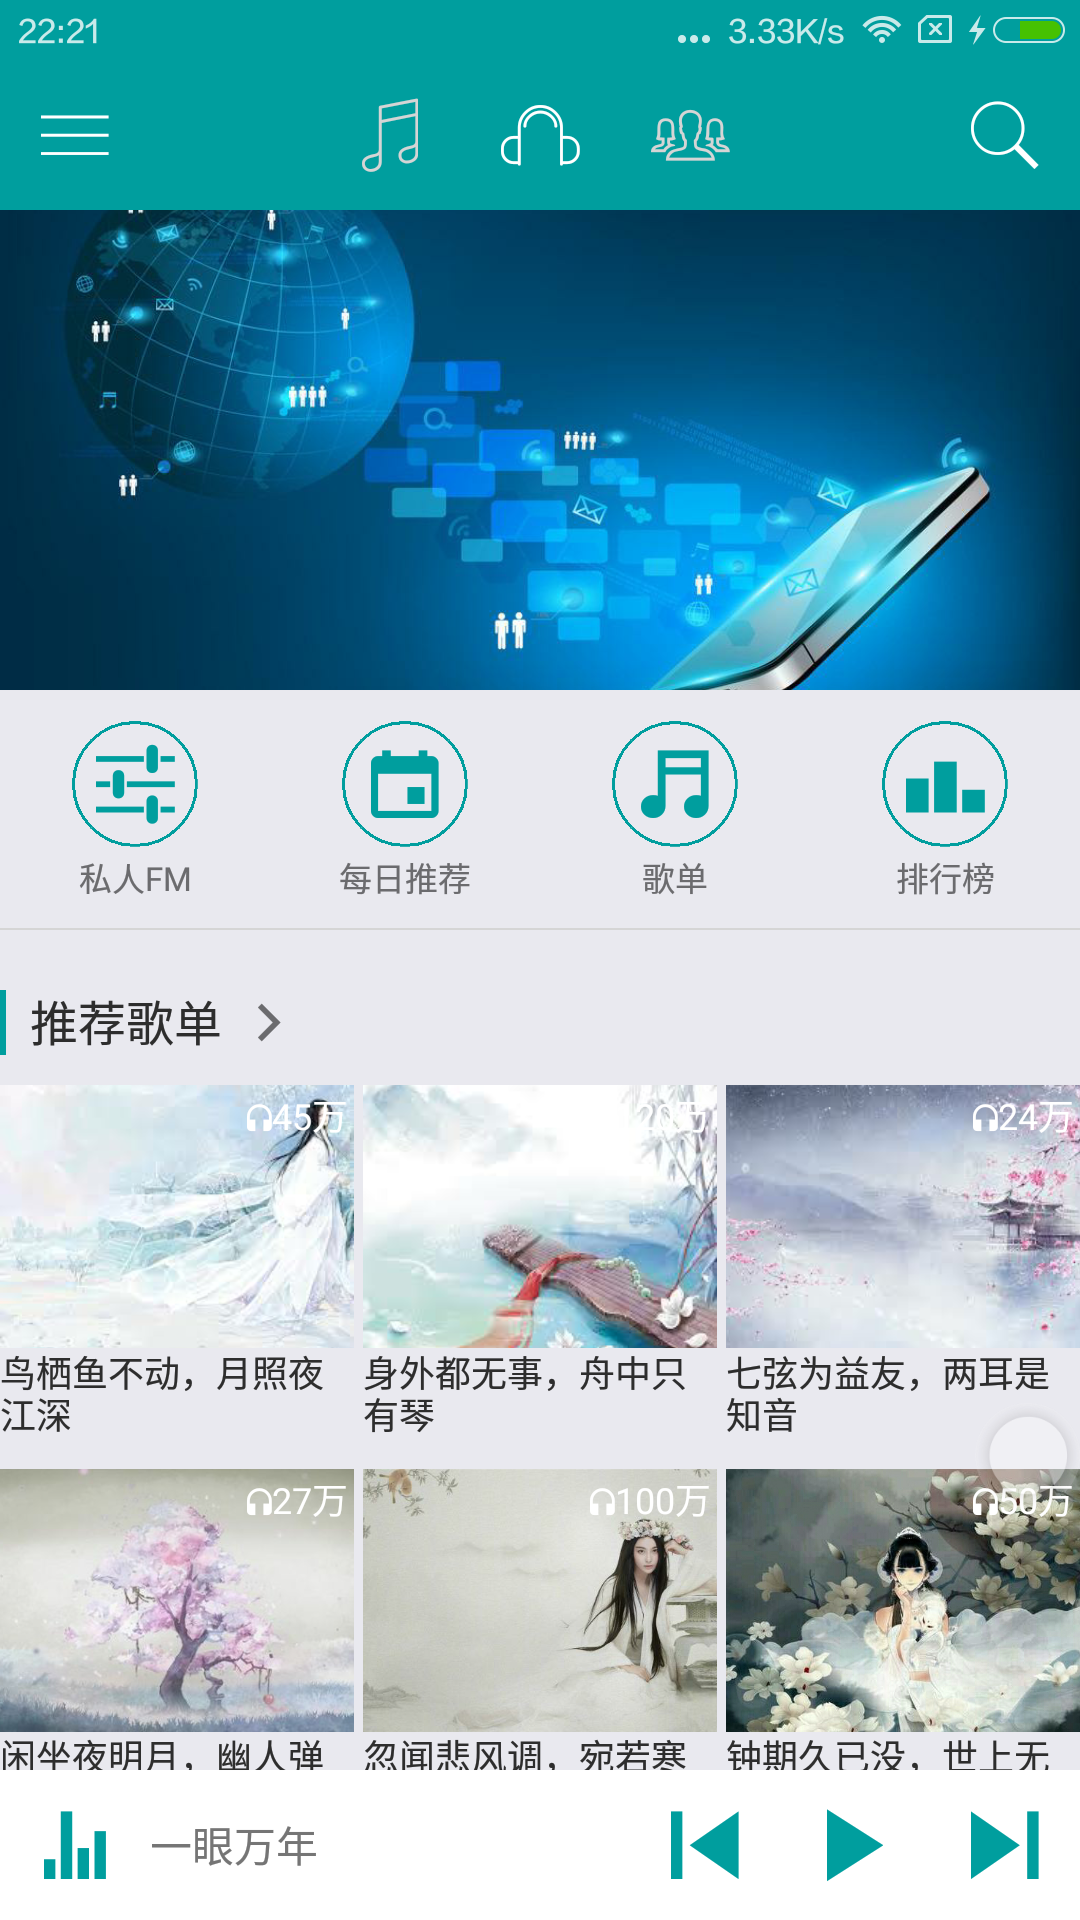 22:21
... 3.33K/s
私人FM
每日推荐
歌单
排行榜
推荐歌单
45万
20万
24万
鸟栖鱼不动，月照夜
江深
身外都无事，舟中只
有琴
七弦为益友，两耳是
知音
27万
100万
50万
闲坐夜明月，幽人弹
忽闻悲风调，宛若寒
钟期久已没，世上无
一眼万年